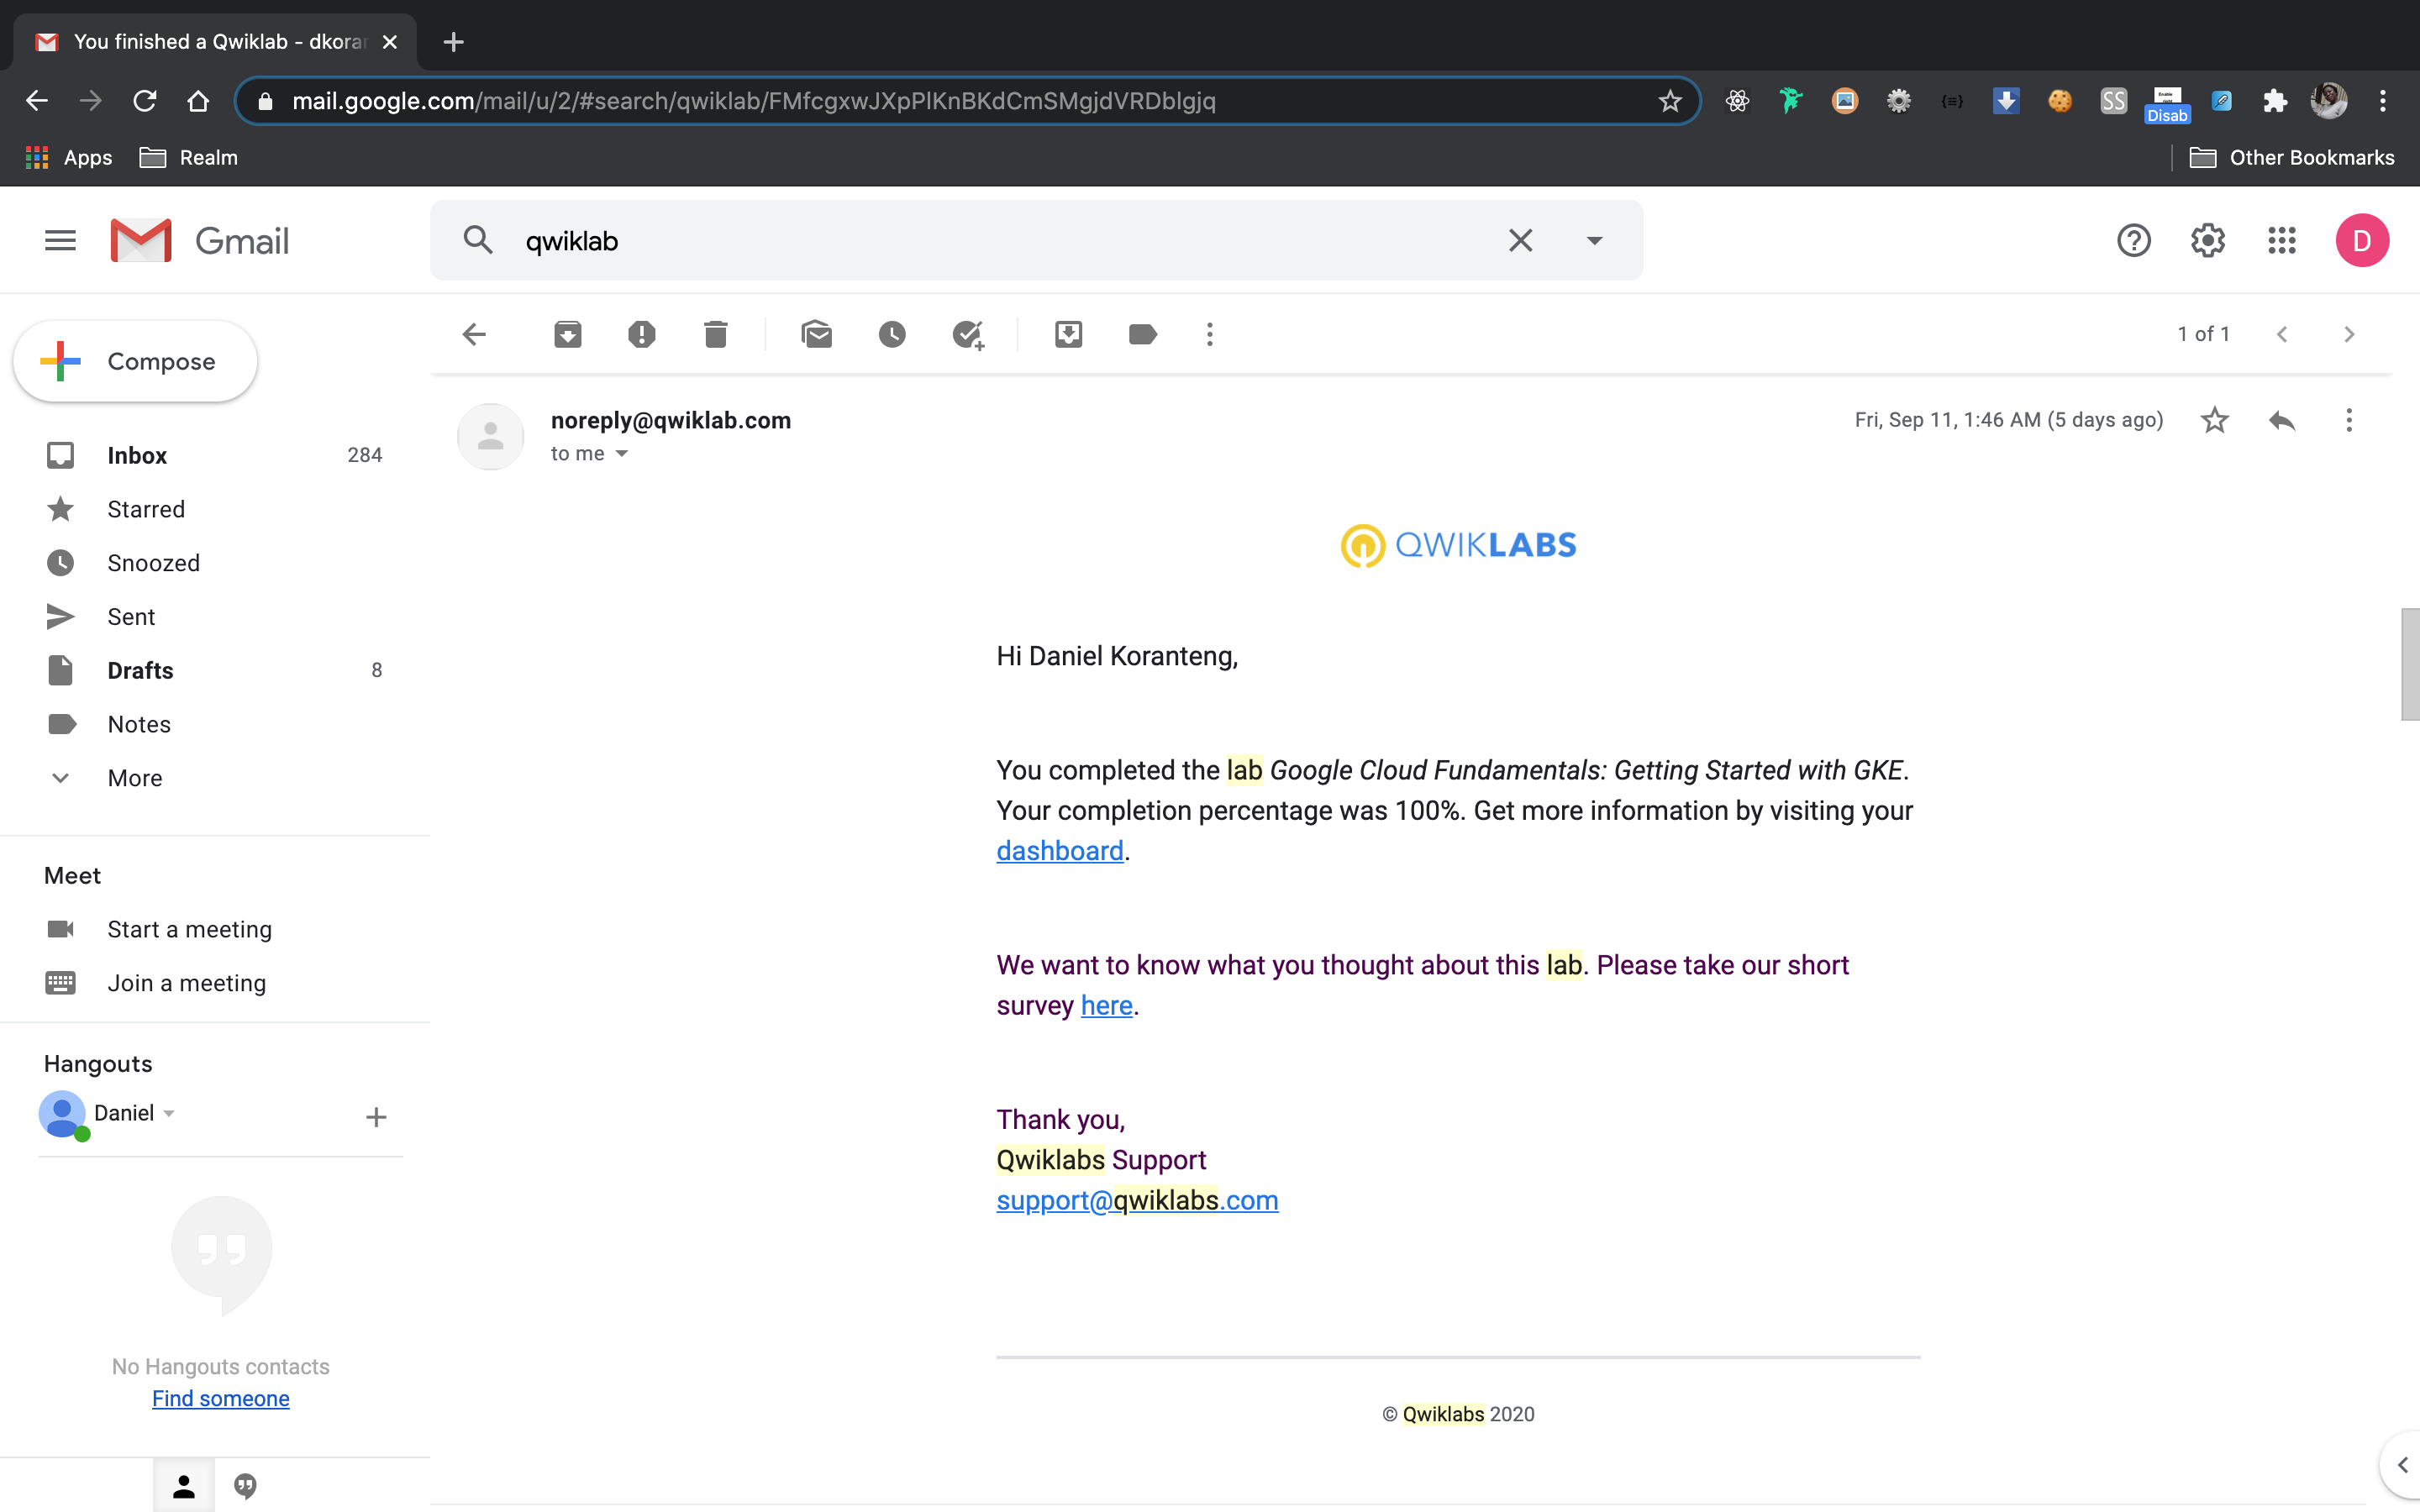 You finished a Qwiklab - dkoran
mail.google.com/mail/u/2/#search/qwiklab/FMfcgxwJXpPlKnBKdCmSMgjdVRDblgjq
SS
Disab
Apps
Realm
Other Bookmarks
Gmail
qwiklab
D
Compose
1 of 1
noreply@qwiklab.com
Fri, Sep 11, 1:46 AM (5 days ago)
to me
Inbox 284
Starred
Snoozed
Sent
Drafts 8
Notes
More
Meet
Start a meeting
Join a meeting
Hangouts
Daniel
No Hangouts contacts
Find someone
QWIKLABS
Hi Daniel Koranteng,
You completed the lab Google Cloud Fundamentals: Getting Started with GKE.
Your completion percentage was 100%. Get more information by visiting your
dashboard.
We want to know what you thought about this lab. Please take our short
survey here.
Thank you,
Qwiklabs Support
support@qwiklabs.com
© Qwiklabs 2020